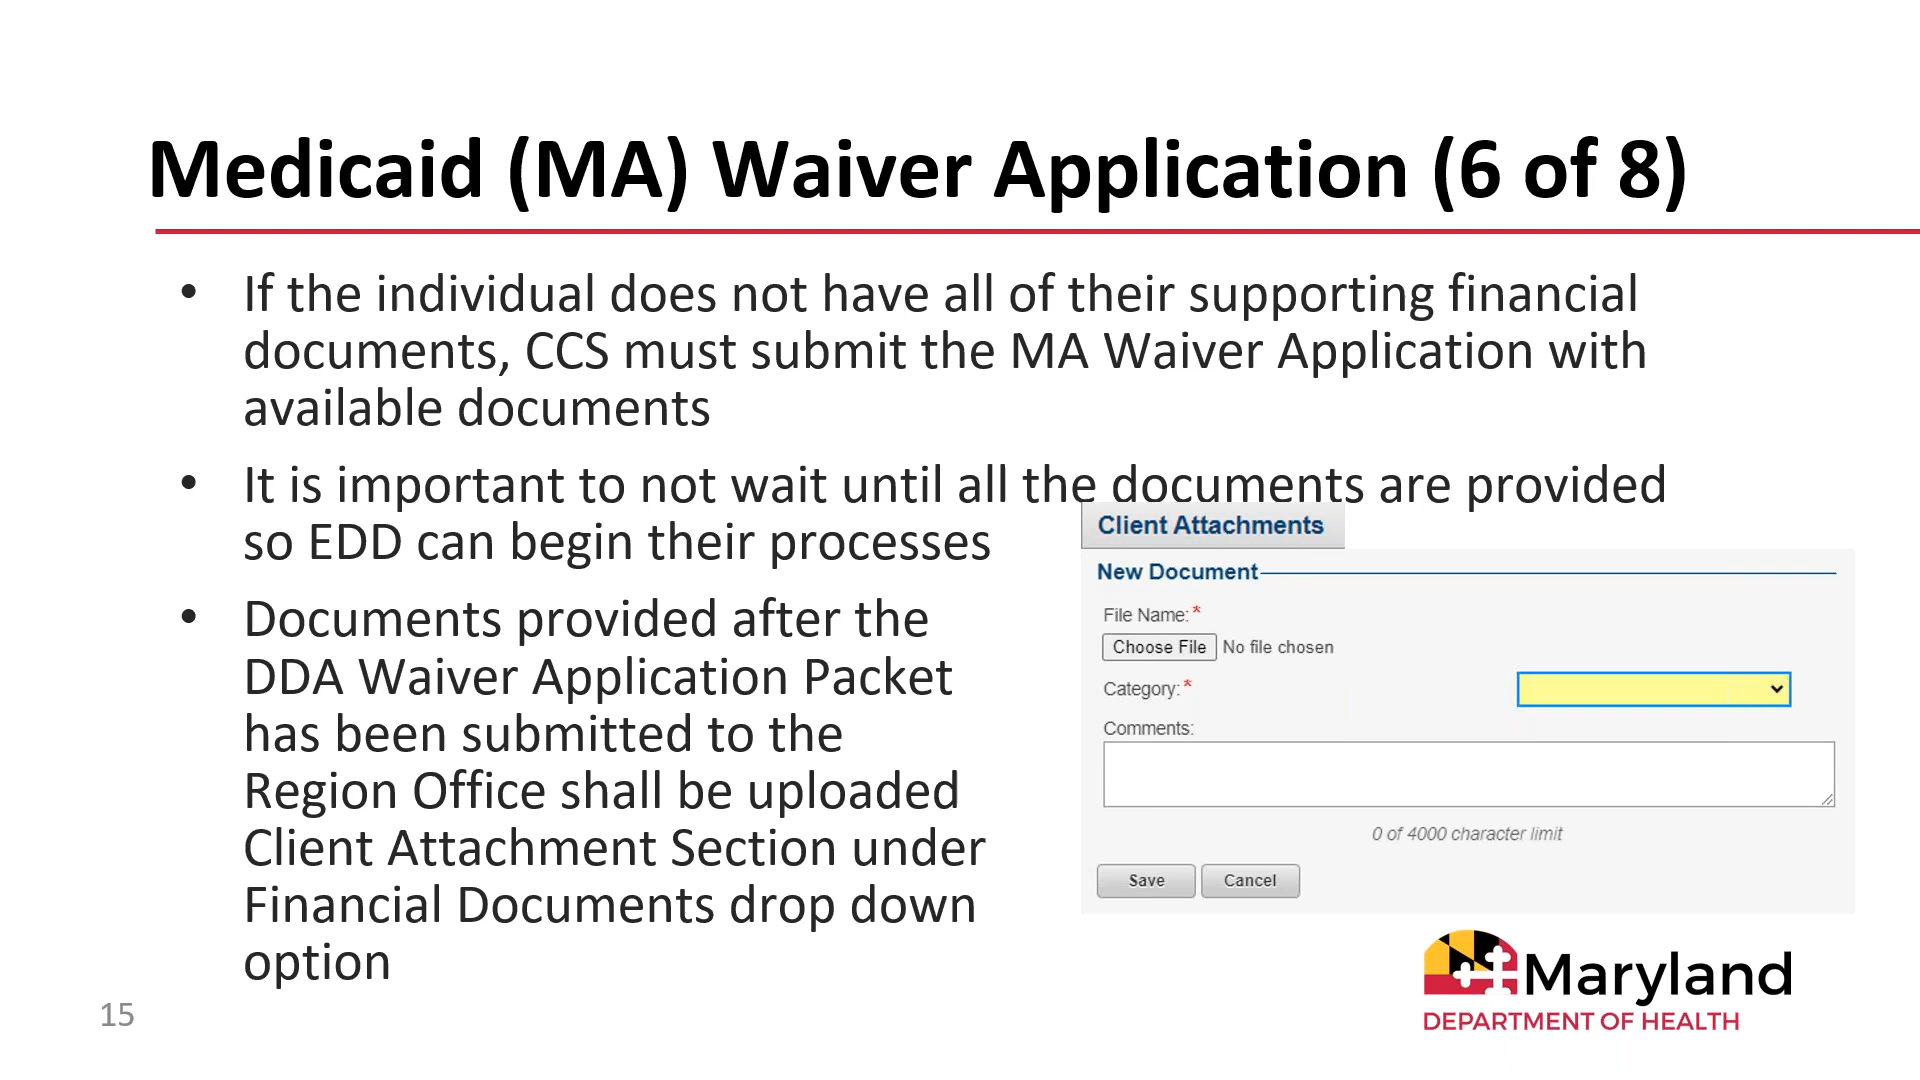 Medicaid (MA) Waiver Application (6 of 8)
• If the individual does not have all of their supporting financial
documents, CCS must submit the MA Waiver Application with
available documents
• It is important to not wait until all the documents are provided
so EDD can begin their processes
• Documents provided after the
DDA Waiver Application Packet
has been submitted to the
Region Office shall be uploaded
Client Attachment Section under
Financial Documents drop down
option
Client Attachments
New Document
File Name:*
Choose File No file chosen
Category:*
Comments:
0 of 4000 character limit
Save Cancel
Maryland
DEPARTMENT OF HEALTH
15